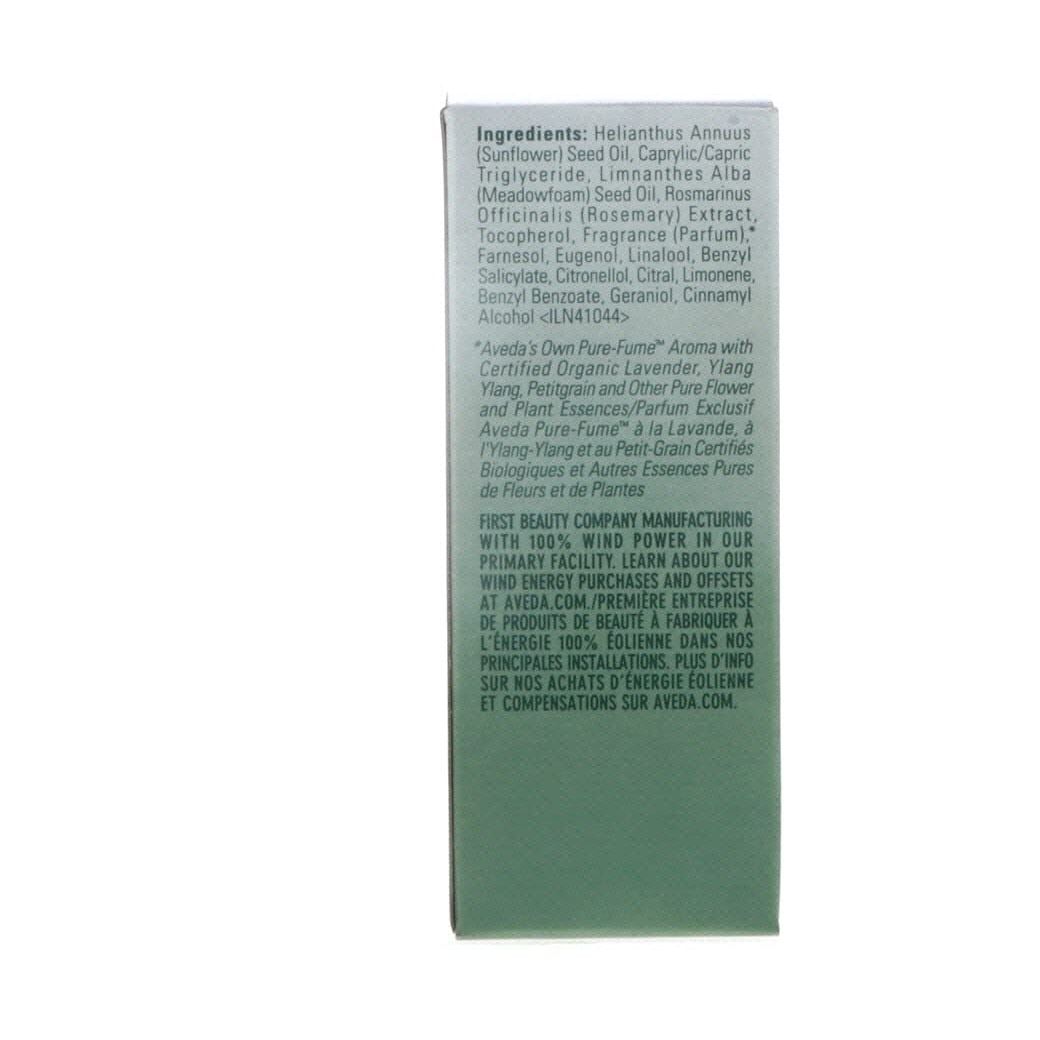 Ingredients: Helianthus Annuus
(Sunflower) Seed Oil, Caprylic/Capric
Triglyceride, Limnanthes Alba
(Meadowfoam) Seed Oil, Rosmarinus
Officinalis (Rosemary) Extract,
Tocopherol, Fragrance (Parfum),*
Farnesol, Eugenol, Linalool, Benzyl
Salicylate, Citronellol, Citral, Limonene,
Benzyl Benzoate, Geraniol, Cinnamyl
Alcohol <ILN41044>
*Aveda's Own Pure-Fume™ Aroma with
Certified Organic Lavender, Ylang
Ylang, Petitgrain and Other Pure Flower
and Plant Essences/Parfum Exclusif
Aveda Pure-Fume™ à la Lavande, à
l'Ylang-Ylang et au Petit-Grain Certifiés
Biologiques et Autres Essences Pures
de Fleurs et de Plantes
FIRST BEAUTY COMPANY MANUFACTURING
WITH 100% WIND POWER IN OUR
PRIMARY FACILITY. LEARN ABOUT OUR
WIND ENERGY PURCHASES AND OFFSETS
AT AVEDA.COM./PREMIÈRE ENTREPRISE
DE PRODUITS DE BEAUTÉ À FABRIQUER À
L'ÉNERGIE 100% ÉOLIENNE DANS NOS
PRINCIPALES INSTALLATIONS. PLUS D'INFO
SUR NOS ACHATS D'ÉNERGIE ÉOLIENNE
ET COMPENSATIONS SUR AVEDA.COM.